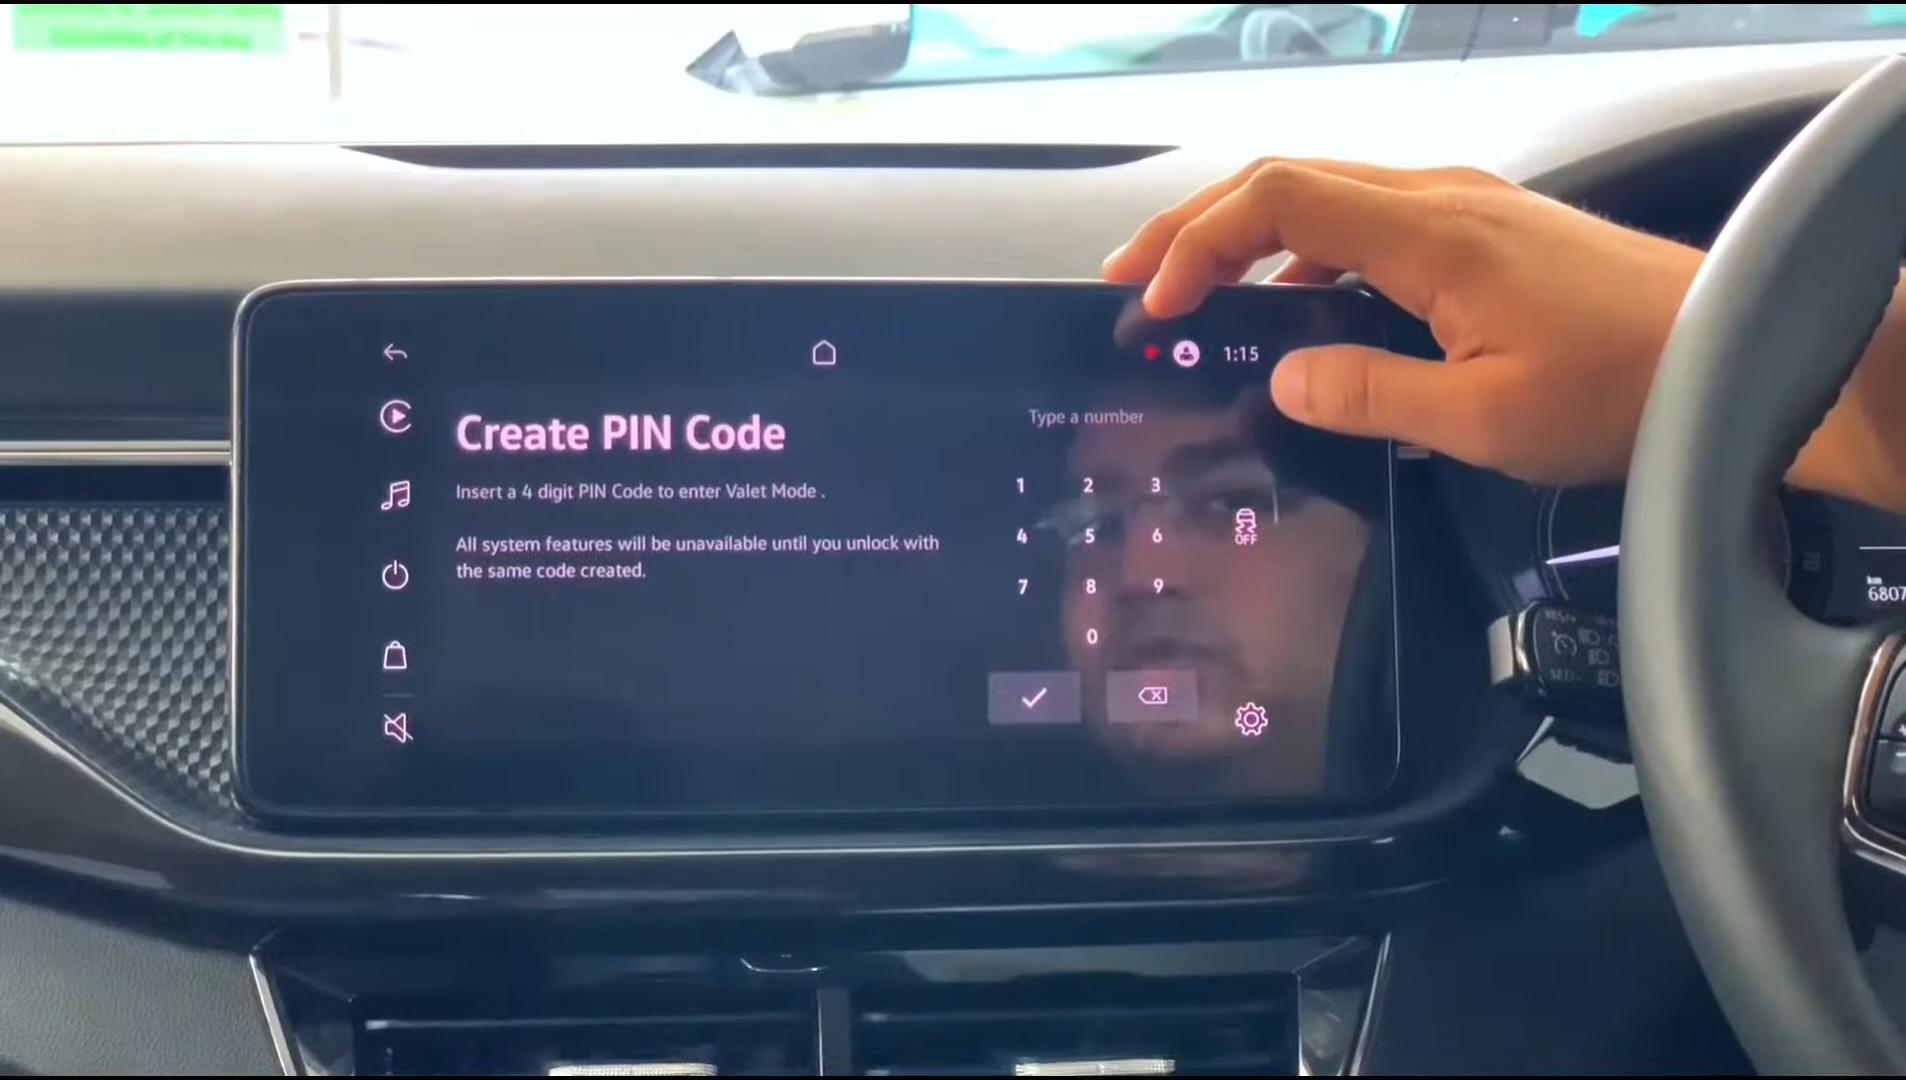 1:15
Create PIN Code
Type a number
Insert a 4 digit PIN Code to enter Valet Mode .
All system features will be unavailable until you unlock with
the same code created.
1 2 3
4 5 6
7 8 9
0
OFF
km
6807